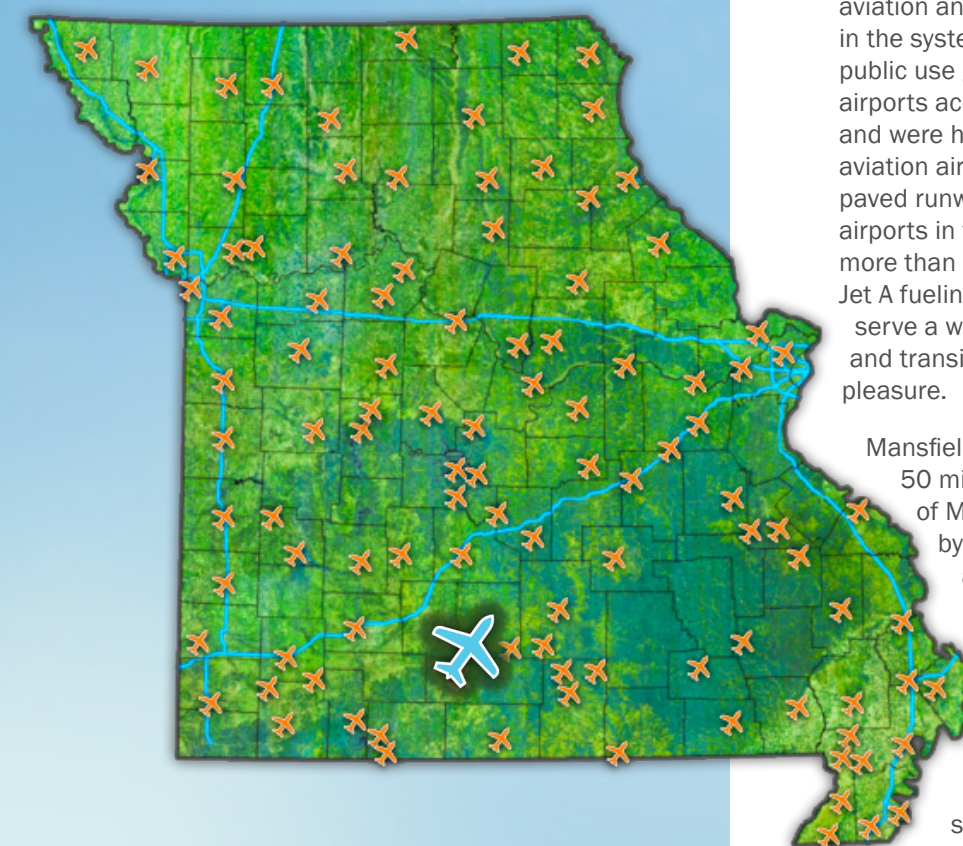 aviation an
in the syste
public use
airports acc
and were h
aviation air
paved runw
airports in
more than
Jet A fuelin
serve a w
and transi
pleasure.
Mansfiel
50 mi
of M
by
s